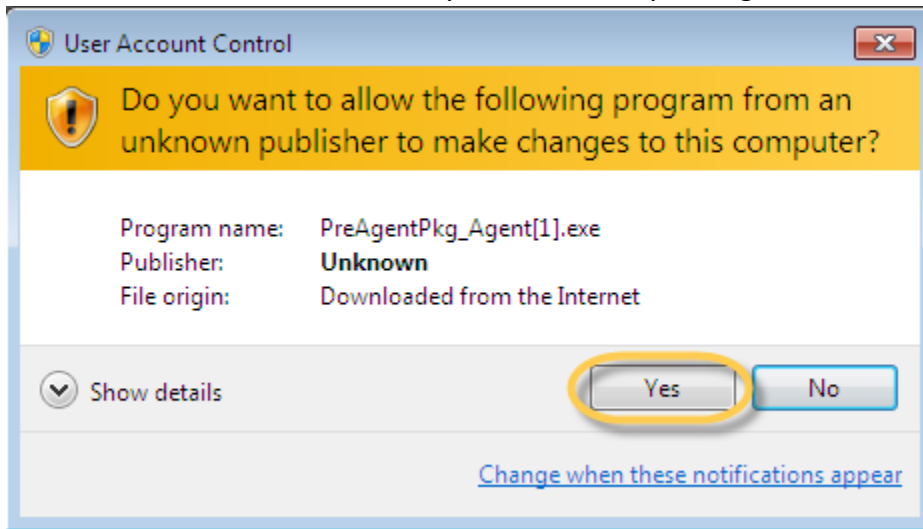 User Account Control
Do you want to allow the following program from an
unknown publisher to make changes to this computer?
Program name: PreAgentPkg_Agent[1].exe
Publisher: Unknown
File origin: Downloaded from the Internet
Show details
Yes No
Change when these notifications appear